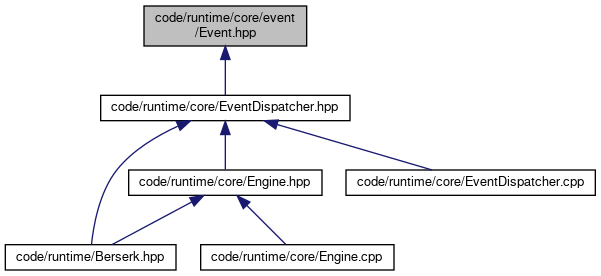 code/runtime/core/event
/Event.hpp
code/runtime/core/EventDispatcher.hpp
code/runtime/core/Engine.hpp
code/runtime/core/EventDispatcher.cpp
code/runtime/Berserk.hpp
code/runtime/core/Engine.cpp